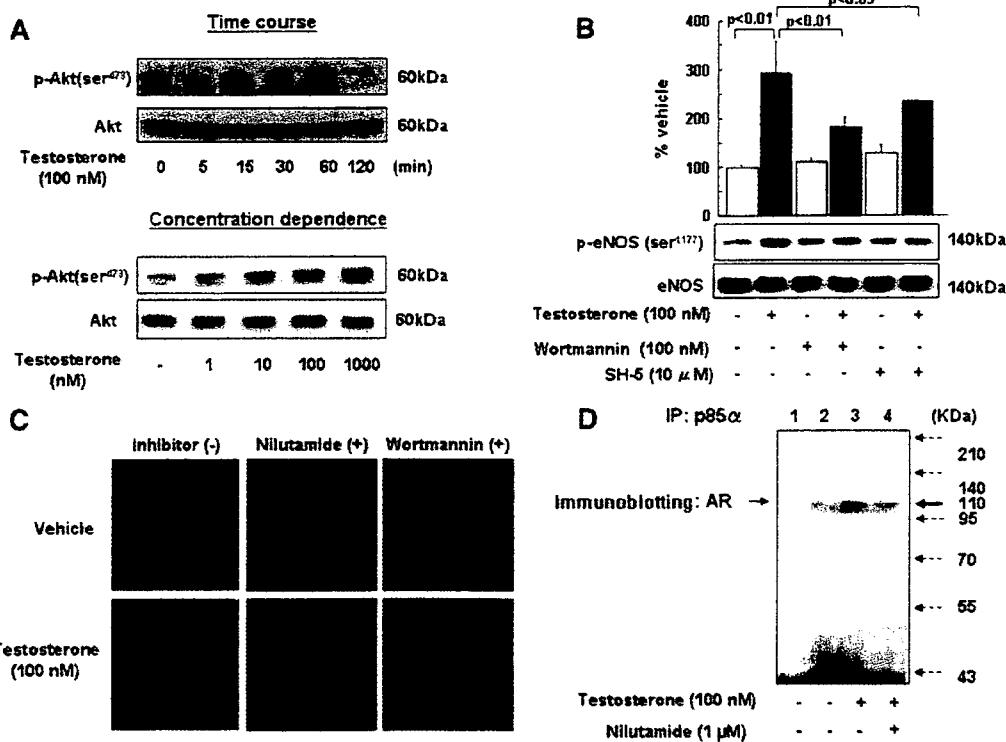 A
Time course
p-Akt(ser473)
60kDa
Akt
60kDa
Testosterone
(100 nM)
0 5 15 30 60 120 (min)
Concentration dependence
p-Akt(ser473)
60kDa
Akt
60kDa
Testosterone
(nM)
- 1 10 100 1000
B
p<0.01
p<0.01
400
300
200
100
0
% vehicle
p-eNOS (ser1177)
140kDa
eNOS
140kDa
Testosterone (100 nM) - + - + - +
Wortmannin (100 nM) - - + + - -
SH-5 (10 μM) - - - - + +
C
Inhibitor (-) Nilutamide (+) Wortmannin (+)
Vehicle
Testosterone
(100 nM)
D
IP: p85α 1 2 3 4 (KDa)
210
140
Immunoblotting: AR
110
95
70
55
43
Testosterone (100 nM) - - + +
Nilutamide (1 μM) - - - +